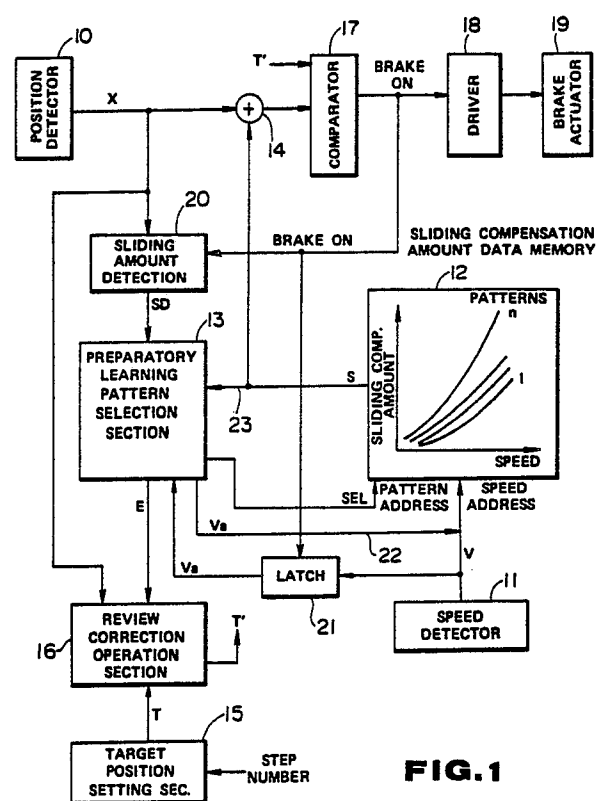 10
POSITION
DETECTOR
X
14
T'
17
COMPARATOR
BRAKE
ON
18
DRIVER
19
BRAKE
ACTUATOR
20
SLIDING
AMOUNT
DETECTION
BRAKE ON
SLIDING COMPENSATION
AMOUNT DATA MEMORY
12
PATTERNS
n
1
SLIDING COMP.
AMOUNT
SPEED
SD
13
PREPARATORY
LEARNING
PATTERN
SELECTION
SECTION
S
23
SEL
PATTERN
ADDRESS
SPEED
ADDRESS
E
Va
22
Va
LATCH
21
V
11
SPEED
DETECTOR
16
REVIEW
CORRECTION
OPERATION
SECTION
T'
T
15
TARGET
POSITION
SETTING SEC.
STEP
NUMBER
FIG.1